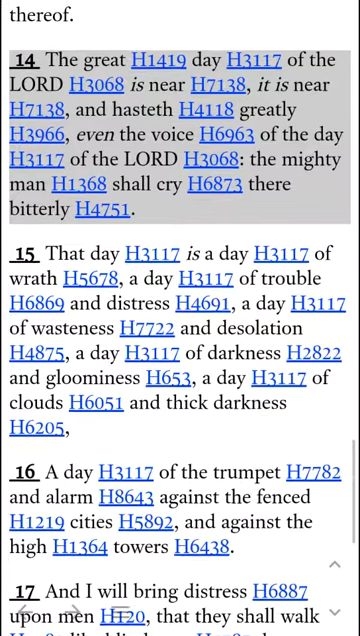 thereof.
14 The great H1419 day H3117 of the
LORD H3068 is near H7138, it is near
H7138, and hasteth H4118 greatly
H3966, even the voice H6963 of the day
H3117 of the LORD H3068: the mighty
man H1368 shall cry H6873 there
bitterly H4751.
15 That day H3117 is a day H3117 of
wrath H5678, a day H3117 of trouble
H6869 and distress H4691, a day H3117
of wasteness H7722 and desolation
H4875, a day H3117 of darkness H2822
and gloominess H653, a day H3117 of
clouds H6051 and thick darkness
H6205,
16 A day H3117 of the trumpet H7782
and alarm H8643 against the fenced
H1219 cities H5892, and against the
high H1364 towers H6438.
17 And I will bring distress H6887
upon men H120, that they shall walk